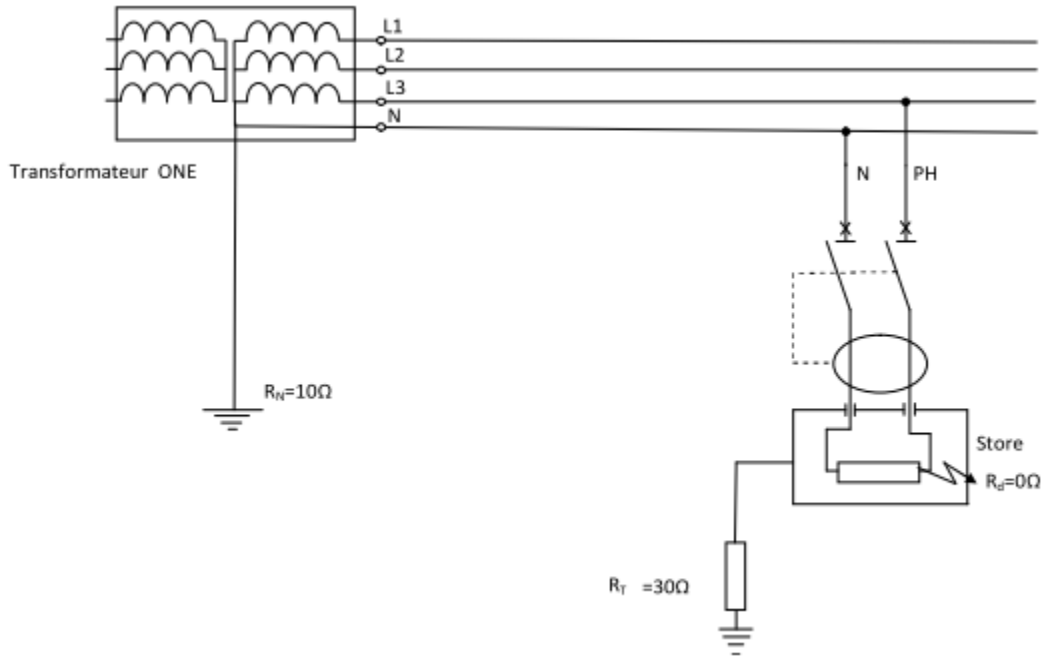 L1
L2
L3
N
Transformateur ONE
N
PH
R_N=10Ω
Store
R_d=0Ω
R_T =30Ω